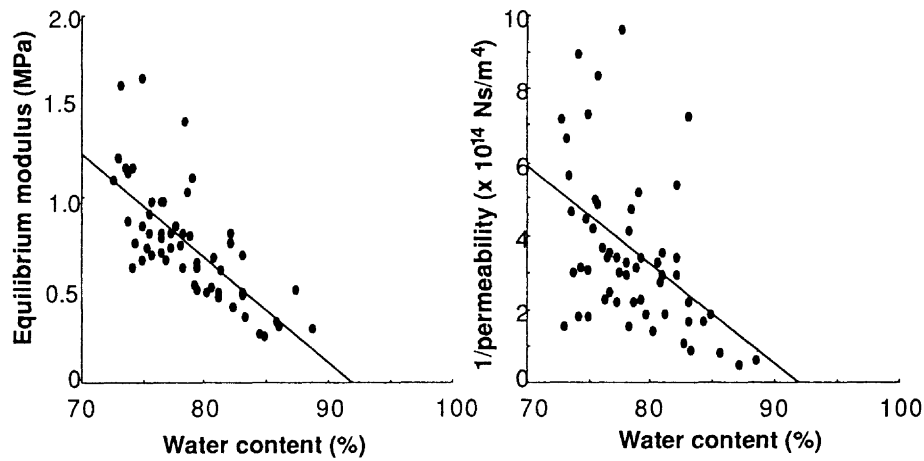 2.0
1.5
1.0
0.5
0
70 80 90 100
Equilibrium modulus (MPa)
Water content (%)
10
8
6
4
2
0
70 80 90 100
1/permeability (x 10¹⁴ Ns/m⁴)
Water content (%)